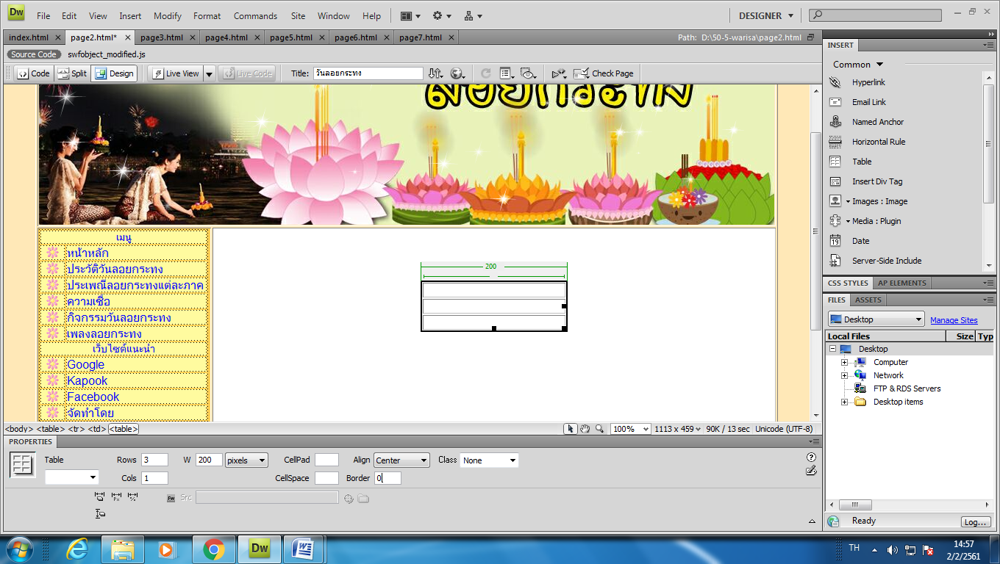 Dw File Edit View Insert Modify Format Commands Site Window Help DESIGNER
index.html page2.html* page3.html page4.html page5.html page6.html page7.html Path: D:\50-5-warisa\page2.html
Source Code swfobject_modified.js
Code Split Design Live View Live Code Title: วันลอยกระทง Check Page
ลอยกระทง
เมนู
หน้าหลัก
ประวัติวันลอยกระทง
ประเพณีลอยกระทงแต่ละภาค
ความเชื่อ
กิจกรรมวันลอยกระทง
เพลงลอยกระทง
เว็บไซต์แนะนำ
Google
Kapook
Facebook
จัดทำโดย
200
<body> <table> <tr> <td> <table> 100% 1113 x 459 90K / 13 sec Unicode (UTF-8)
PROPERTIES
Table Rows 3 W 200 pixels CellPad Align Center Class None
Cols 1 CellSpace Border 0
Fw Src
INSERT
Common
Hyperlink
Email Link
Named Anchor
Horizontal Rule
Table
Insert Div Tag
Images : Image
Media : Plugin
19 Date
Server-Side Include
CSS STYLES AP ELEMENTS
FILES ASSETS
Desktop Manage Sites
Local Files Size Typ
Desktop
Computer
Network
FTP & RDS Servers
Desktop items
Ready Log...
Dw TH 14:57
2/2/2561